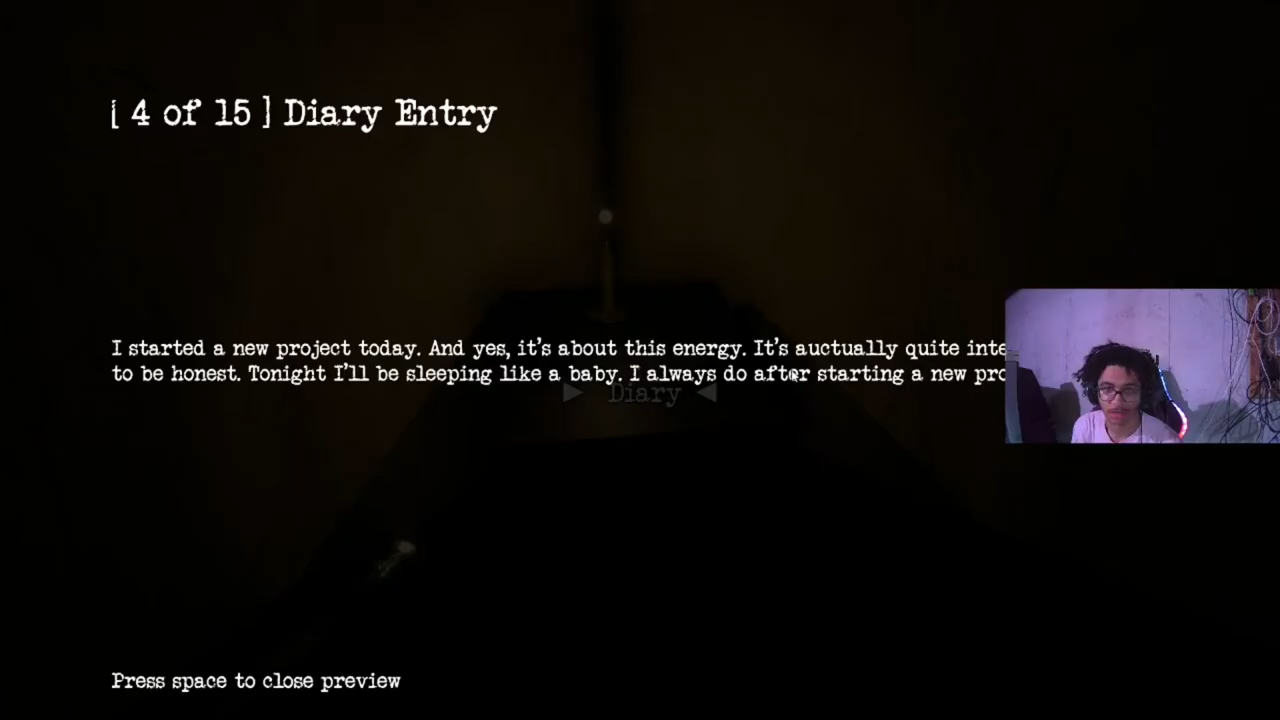 [ 4 of 15 ] Diary Entry
I started a new project today. And yes, it's about this energy. It's auctually quite inte
to be honest. Tonight I'll be sleeping like a baby. I always do after starting a new pro
Diary
Press space to close preview